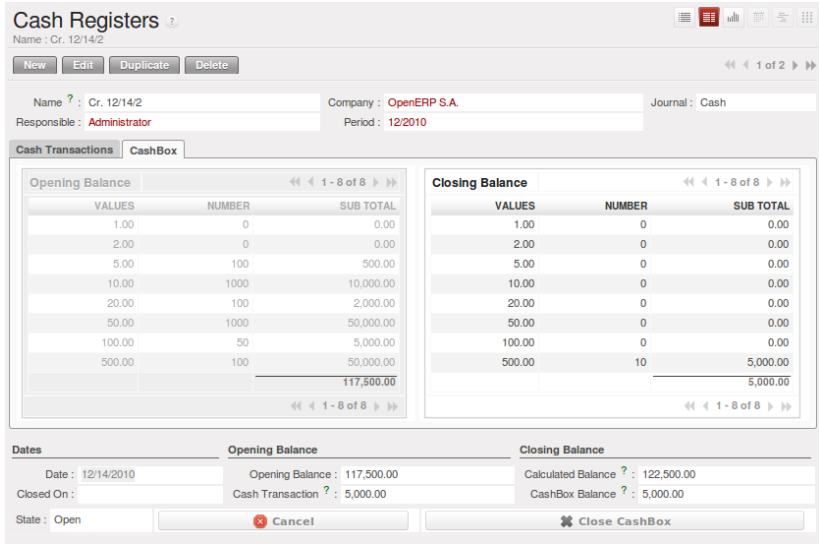 Cash Registers ?
Name : Cr. 12/14/2
New Edit Duplicate Delete 1 of 2
Name ? : Cr. 12/14/2 Company : OpenERP S.A. Journal : Cash
Responsible : Administrator Period : 12/2010
Cash Transactions CashBox
Opening Balance 1 - 8 of 8 Closing Balance 1 - 8 of 8
VALUES NUMBER SUB TOTAL VALUES NUMBER SUB TOTAL
1.00 0 0.00 1.00 0 0.00
2.00 0 0.00 2.00 0 0.00
5.00 100 500.00 5.00 0 0.00
10.00 1000 10,000.00 10.00 0 0.00
20.00 100 2,000.00 20.00 0 0.00
50.00 1000 50,000.00 50.00 0 0.00
100.00 50 5,000.00 100.00 0 0.00
500.00 100 50,000.00 500.00 10 5,000.00
117,500.00 5,000.00
1 - 8 of 8 1 - 8 of 8
Dates Opening Balance Closing Balance
Date : 12/14/2010 Opening Balance : 117,500.00 Calculated Balance ? : 122,500.00
Closed On : Cash Transaction ? : 5,000.00 CashBox Balance ? : 5,000.00
State : Open Cancel Close CashBox